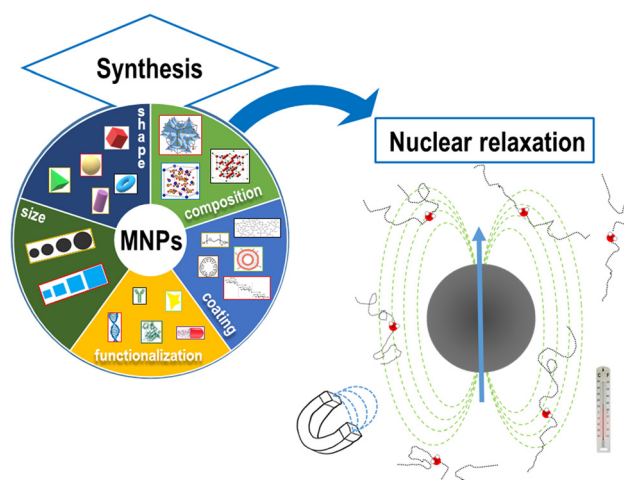 Synthesis
shape
composition
size
MNPs
coating
functionalization
Nuclear relaxation
C F